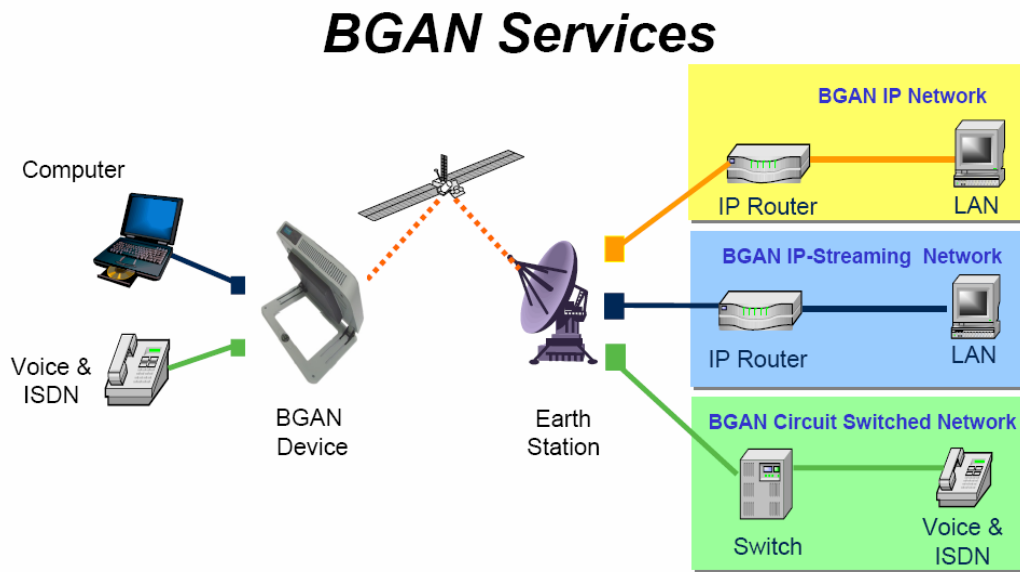 BGAN Services
Computer
Voice &
ISDN
BGAN
Device
Earth
Station
BGAN IP Network
IP Router
LAN
BGAN IP-Streaming Network
IP Router
LAN
BGAN Circuit Switched Network
Switch
Voice &
ISDN